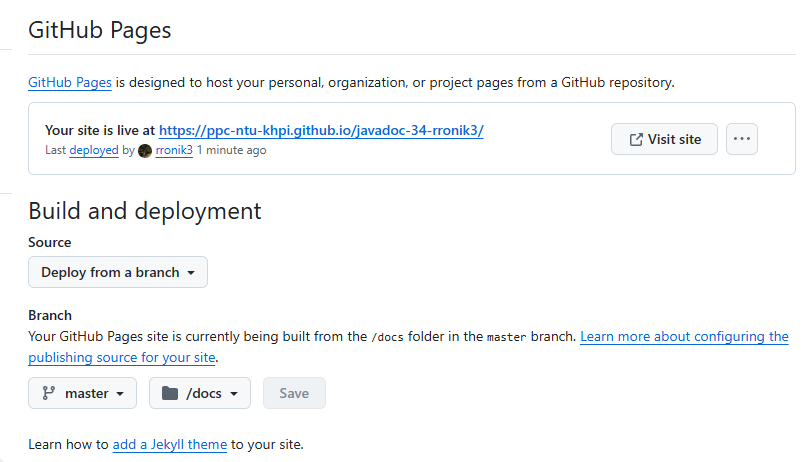 GitHub Pages
GitHub Pages is designed to host your personal, organization, or project pages from a GitHub repository.
Your site is live at https://ppc-ntu-khpi.github.io/javadoc-34-rronik3/
Last deployed by rronik3 1 minute ago
Visit site
Build and deployment
Source
Deploy from a branch
Branch
Your GitHub Pages site is currently being built from the /docs folder in the master branch. Learn more about configuring the
publishing source for your site.
master
/docs
Save
Learn how to add a Jekyll theme to your site.